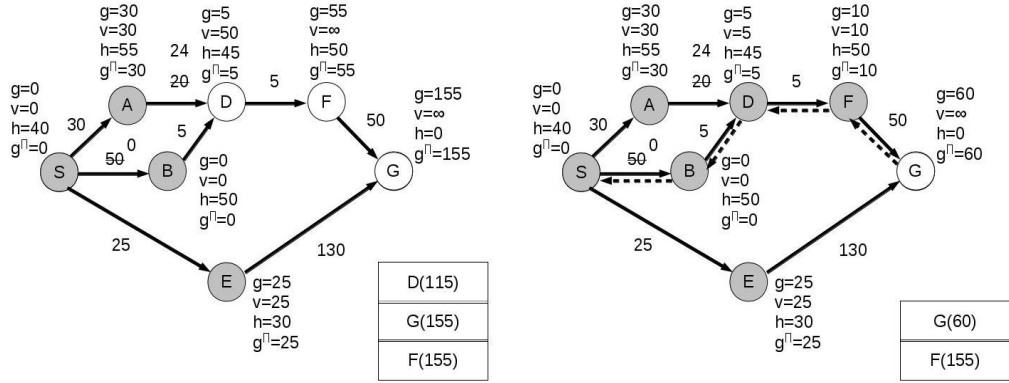 g=30
v=30
h=55
g∏=30
g=5
v=50
h=45
g∏=5
g=55
v=∞
h=50
g∏=55
24
20
5
g=0
v=0
h=40
g∏=0
A
D
F
g=155
v=∞
h=0
g∏=155
30
5
50
50
0
S
B
G
g=0
v=0
h=50
g∏=0
25
130
E
g=25
v=25
h=30
g∏=25
D(115)
G(155)
F(155)
g=30
v=30
h=55
g∏=30
g=5
v=5
h=45
g∏=5
g=10
v=10
h=50
g∏=10
24
20
5
g=0
v=0
h=40
g∏=0
A
D
F
g=60
v=∞
h=0
g∏=60
30
5
50
50
0
S
B
G
g=0
v=0
h=50
g∏=0
25
130
E
g=25
v=25
h=30
g∏=25
G(60)
F(155)